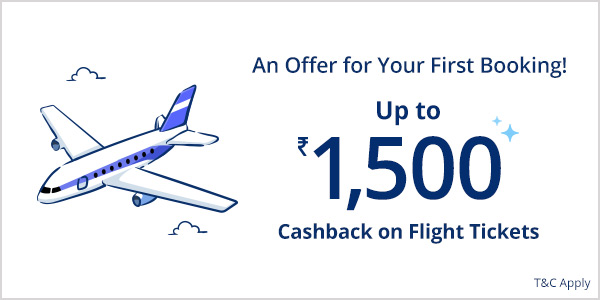 An Offer for Your First Booking!
Up to
₹1,500
Cashback on Flight Tickets
T&C Apply